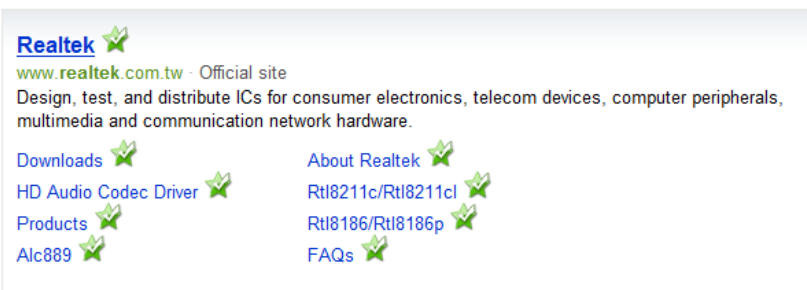 Realtek
www.realtek.com.tw · Official site
Design, test, and distribute ICs for consumer electronics, telecom devices, computer peripherals,
multimedia and communication network hardware.
Downloads
HD Audio Codec Driver
Products
Alc889
About Realtek
Rtl8211c/Rtl8211cl
Rtl8186/Rtl8186p
FAQs